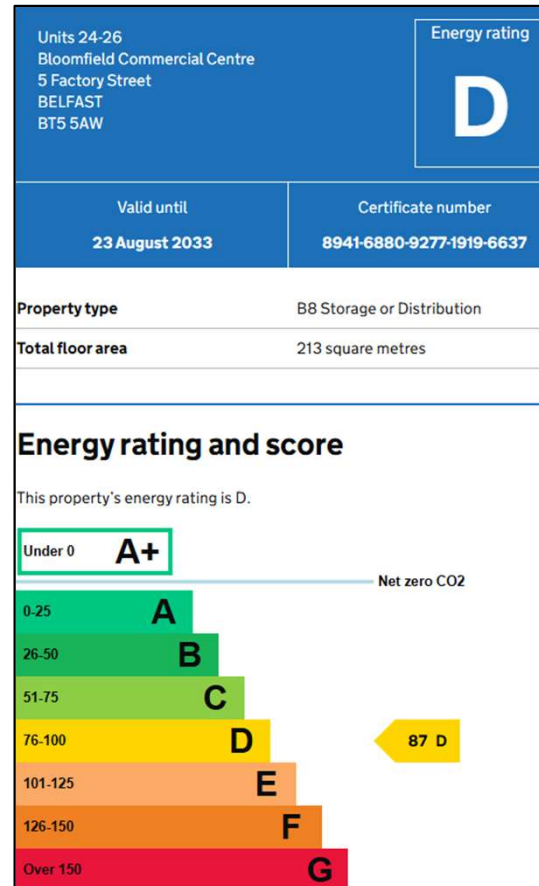 Units 24-26
Bloomfield Commercial Centre
5 Factory Street
BELFAST
BT5 5AW
Energy rating
D
Valid until
23 August 2033
Certificate number
8941-6880-9277-1919-6637
Property type B8 Storage or Distribution
Total floor area 213 square metres
Energy rating and score
This property's energy rating is D.
Under 0 A+
Net zero CO2
0-25 A
26-50 B
51-75 C
76-100 D 87 D
101-125 E
126-150 F
Over 150 G